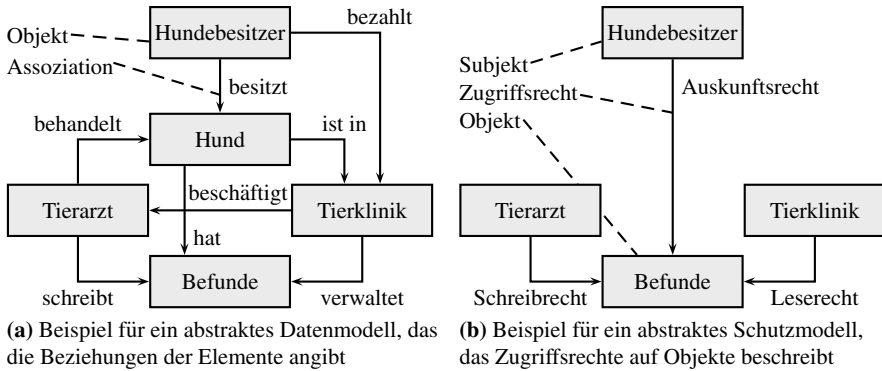 bezahlt
Objekt
Hundebesitzer
Assoziation
besitzt
behandelt
Hund
ist in
beschäftigt
Tierarzt
Tierklinik
hat
Befunde
schreibt
verwaltet
(a) Beispiel für ein abstraktes Datenmodell, das
die Beziehungen der Elemente angibt
Hundebesitzer
Subjekt
Zugriffsrecht
Auskunftsrecht
Objekt
Tierarzt
Tierklinik
Befunde
Schreibrecht
Leserecht
(b) Beispiel für ein abstraktes Schutzmodell,
das Zugriffsrechte auf Objekte beschreibt